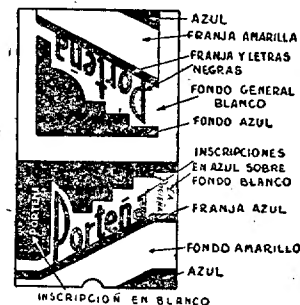 AZUL
FRANJA AMARILLA
FRANJA Y LETRAS
NEGRAS
Porteña
FONDO GENERAL
BLANCO
FONDO AZUL
INSCRIPCIONES
EN AZUL SOBRE
FONDO BLANCO
PORTEÑA
Porteña
FRANJA AZUL
FONDO AMARILLO
AZUL
INSCRIPCIÓN EN BLANCO